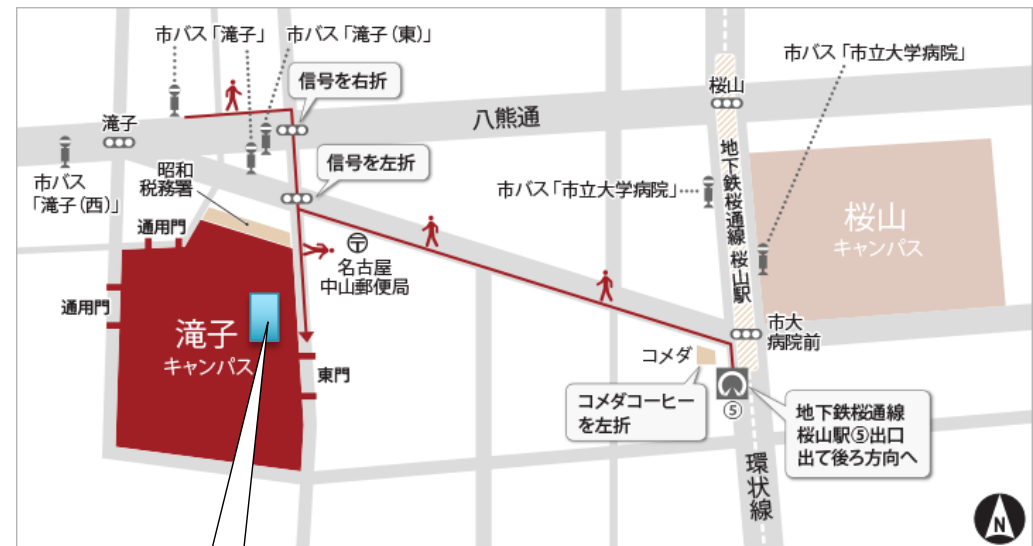 市バス「滝子」
市バス「滝子（東）」
市バス「市立大学病院」
信号を右折
桜山
滝子
八熊通
信号を左折
昭和
税務署
市バス
「滝子（西）」
市バス「市立大学病院」
地下鉄桜通線 桜山駅
桜山
キャンパス
通用門
〒
名古屋
中山郵便局
通用門
滝子
キャンパス
東門
市大
病院前
コメダ
コメダコーヒー
を左折
⑤
地下鉄桜通線
桜山駅⑤出口
出て後ろ方向へ
環状線
N